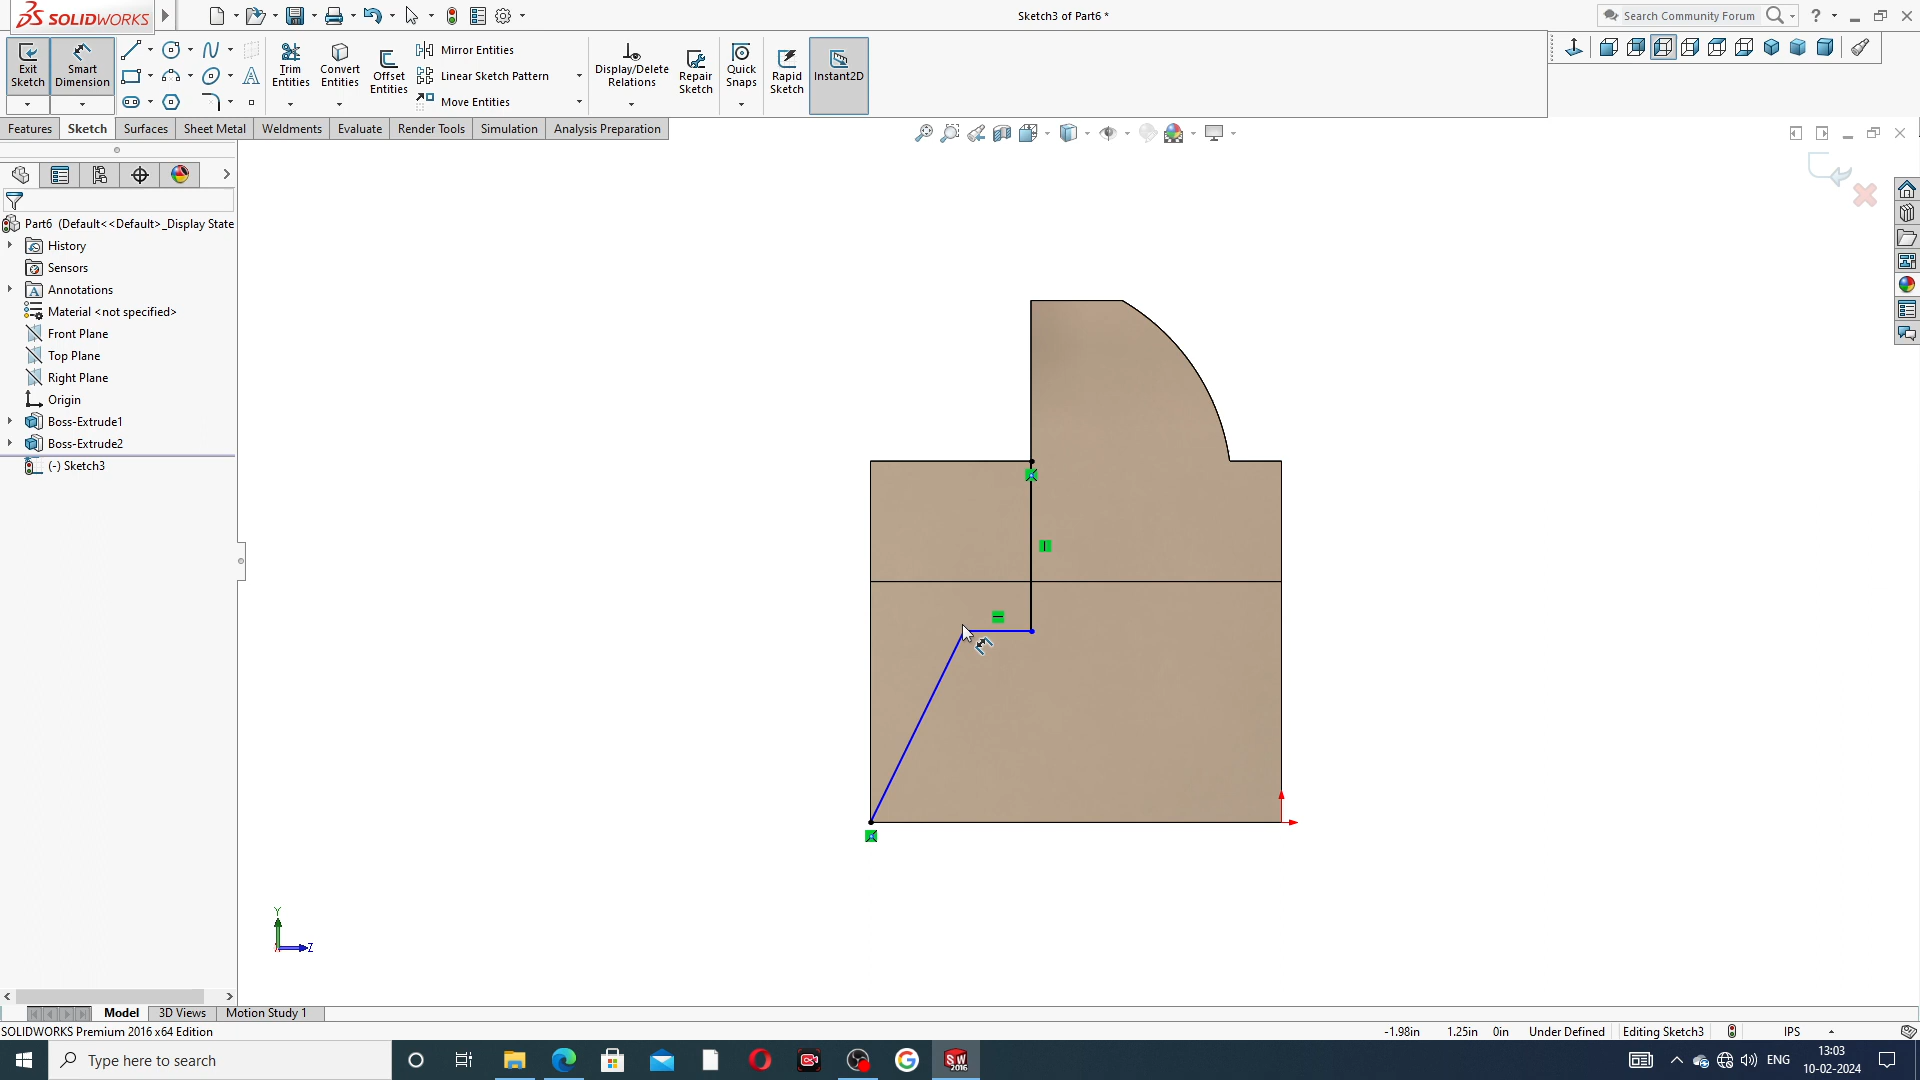 SOLIDWORKS
Sketch3 of Part6 *
Search Community Forum
Exit Sketch
Smart Dimension
Trim Entities
Convert Entities
Offset Entities
Mirror Entities
Linear Sketch Pattern
Move Entities
Display/Delete Relations
Repair Sketch
Quick Snaps
Rapid Sketch
Instant2D
Features
Sketch
Surfaces
Sheet Metal
Weldments
Evaluate
Render Tools
Simulation
Analysis Preparation
Part6 (Default<<Default>_Display State
History
Sensors
Annotations
Material <not specified>
Front Plane
Top Plane
Right Plane
Origin
Boss-Extrude1
Boss-Extrude2
(-) Sketch3
Y
Z
Model
3D Views
Motion Study 1
SOLIDWORKS Premium 2016 x64 Edition
-1.98in
1.25in
0in
Under Defined
Editing Sketch3
IPS
Type here to search
SW
2016
ENG
13:03
10-02-2024